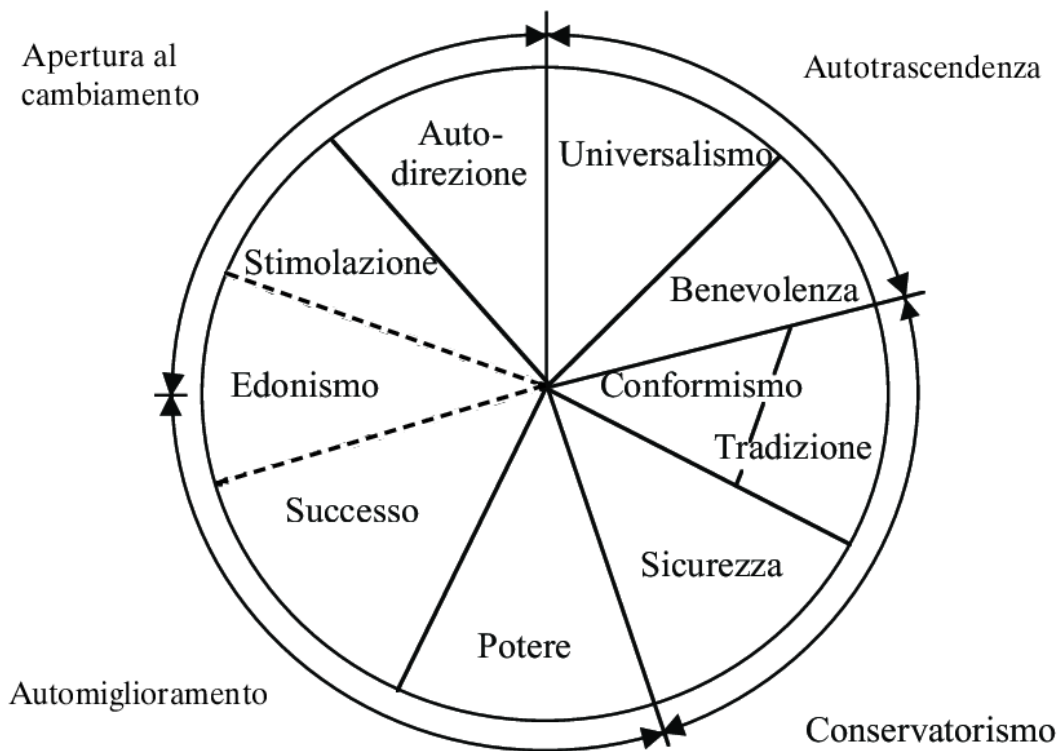 Apertura al
cambiamento
Autotrascendenza
Auto-
direzione
Universalismo
Stimolazione
Benevolenza
Edonismo
Conformismo
Tradizione
Successo
Sicurezza
Potere
Automiglioramento
Conservatorismo